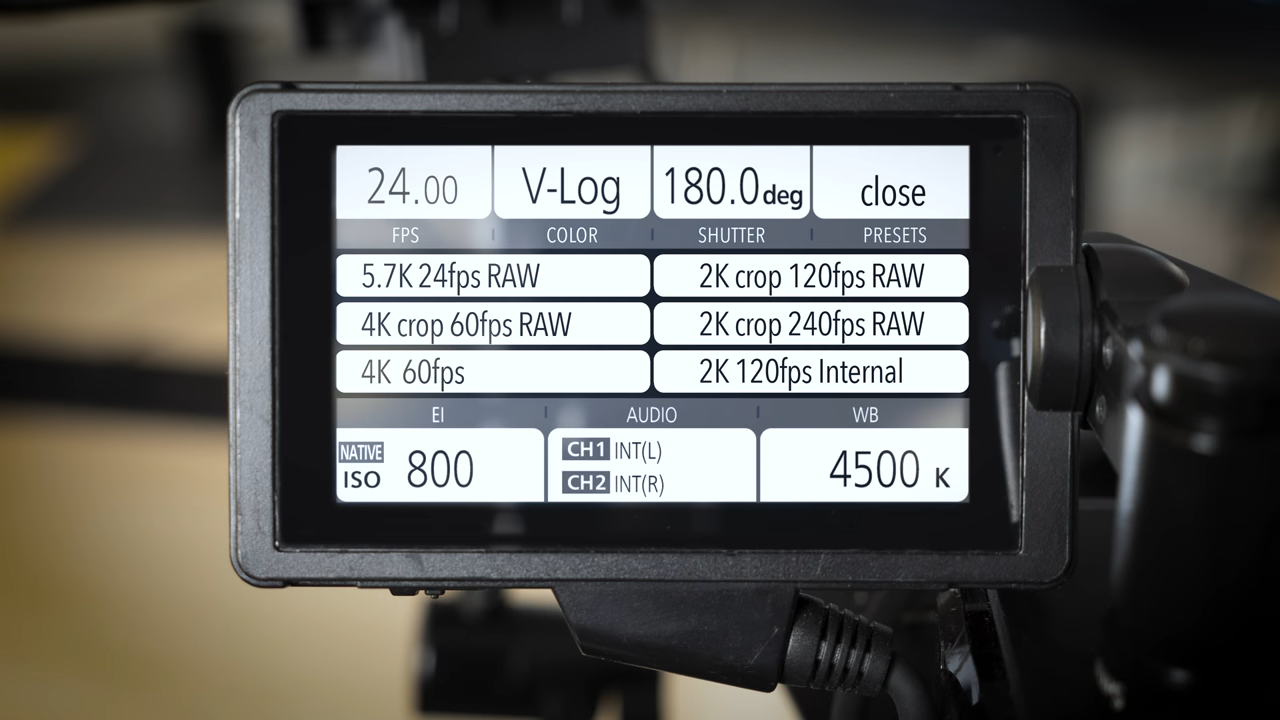 24.00 V-Log 180.0deg close
FPS COLOR SHUTTER PRESETS
5.7K 24fps RAW 2K crop 120fps RAW
4K crop 60fps RAW 2K crop 240fps RAW
4K 60fps 2K 120fps Internal
EI AUDIO WB
NATIVE ISO 800 CH1 INT(L) 4500 K
CH2 INT(R)